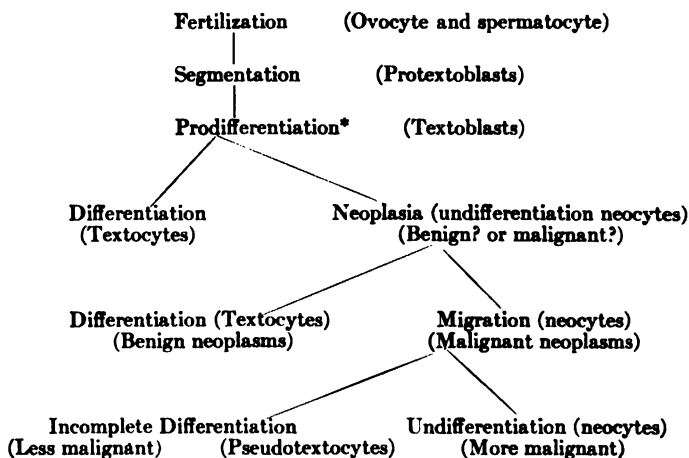 Fertilization (Ovocyte and spermatocyte)
Segmentation (Protextoblasts)
Prodifferentiation* (Textoblasts)
Differentiation Neoplasia (undifferentiation neocytes)
(Textocytes) (Benign? or malignant?)
Differentiation (Textocytes) Migration (neocytes)
(Benign neoplasms) (Malignant neoplasms)
Incomplete Differentiation Undifferentiation (neocytes)
(Less malignant) (Pseudotextocytes) (More malignant)